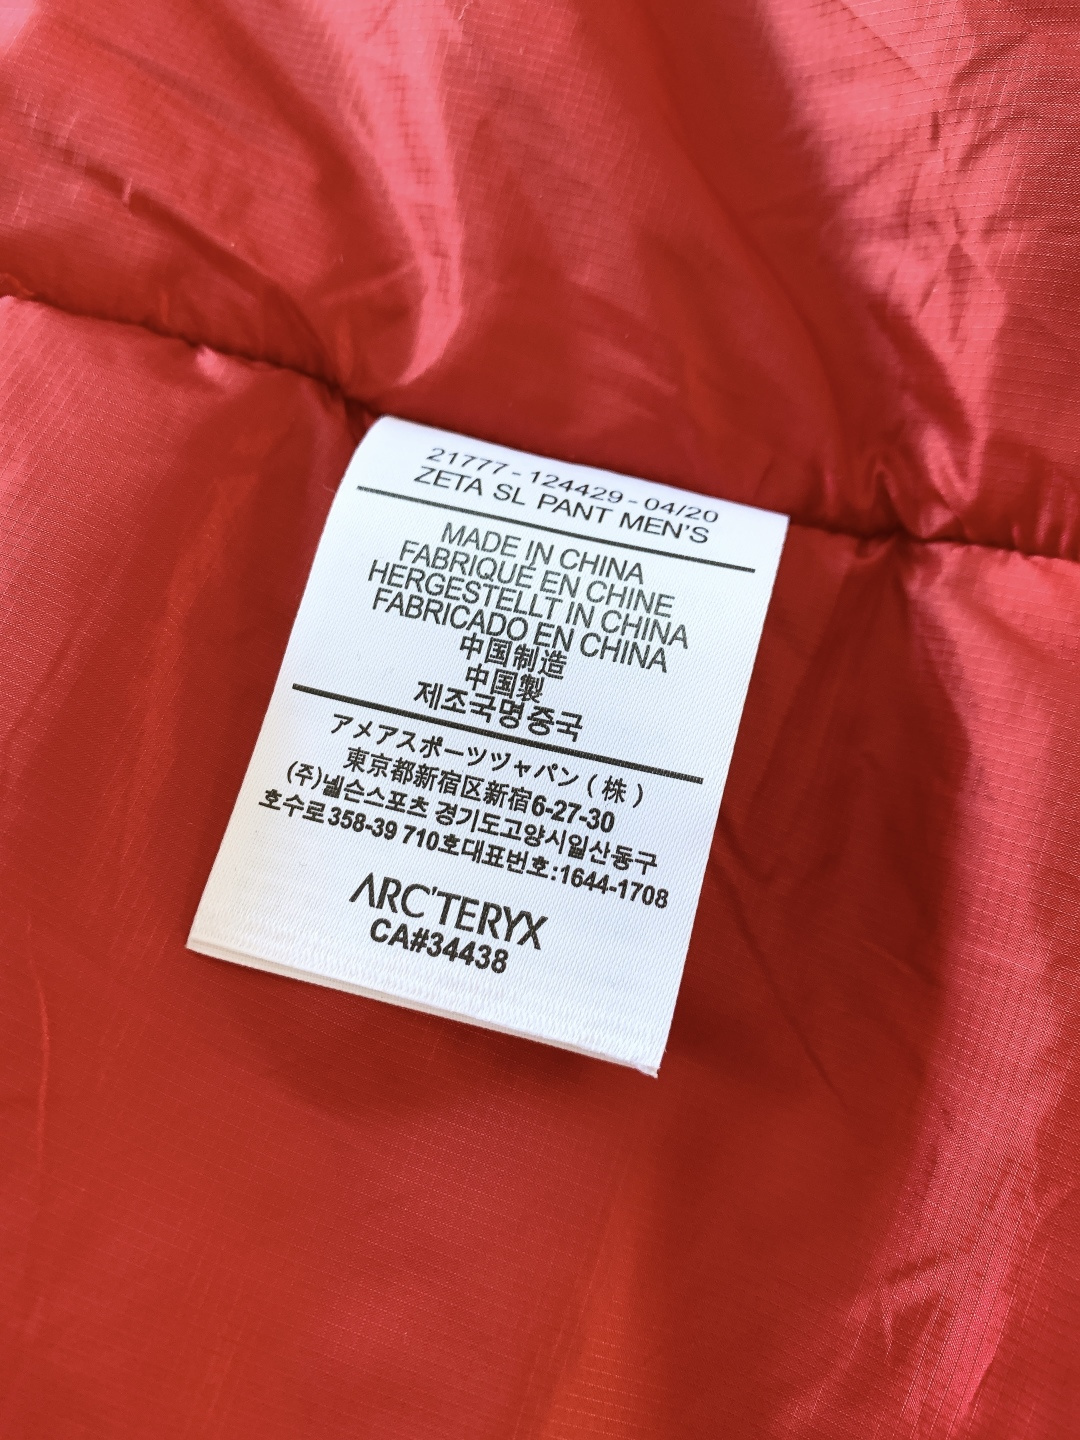 21777-124429-04/20
ZETA SL PANT MEN'S
MADE IN CHINA
FABRIQUÉ EN CHINE
HERGESTELLT IN CHINA
FABRICADO EN CHINA
中国制造
中国製
제조국명중국
アメアスポーツヅャパン(株)
東京都新宿区新宿6-27-30
(주)넬슨스포츠 경기도고양시일산동구
호수로358-39 710호대표번호:1644-1708
ARC'TERYX
CA#34438